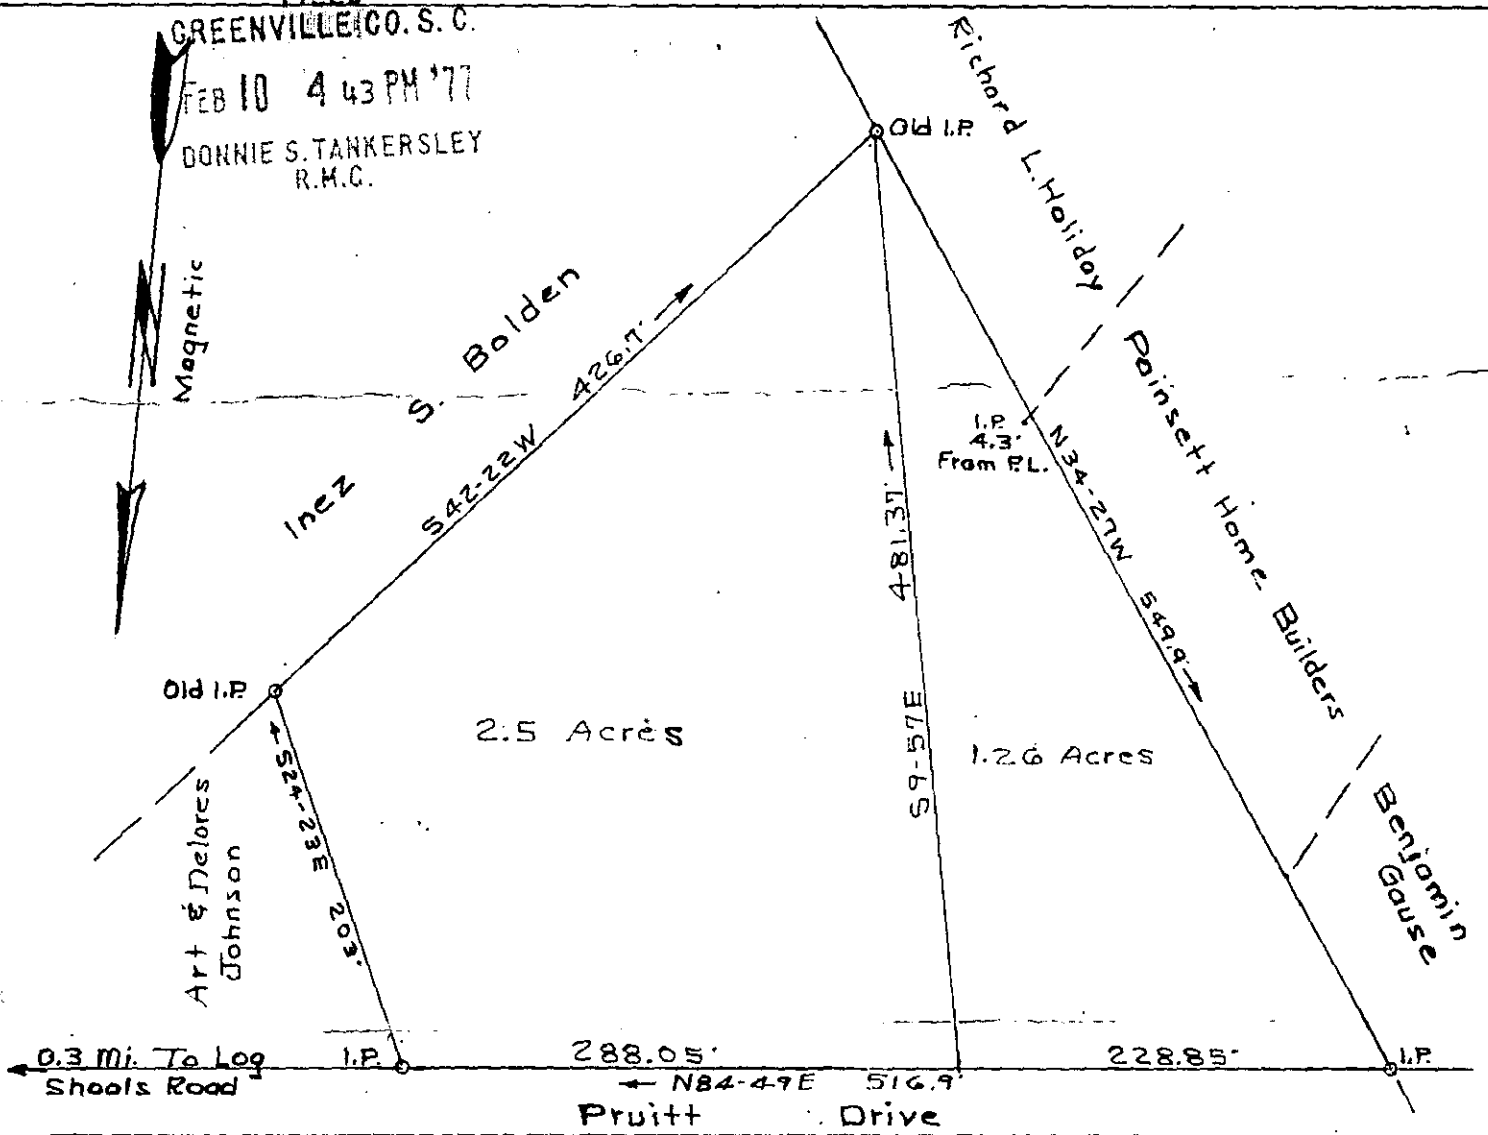 GREENVILLE CO. S. C.
FEB 10 4 43 PM '77
DONNIE S. TANKERSLEY
R.M.C.
Magnetic
N
Richard L. Holiday
Old I.P.
Inez S. Bolden
S42-22W 426.7'
Poinsett Home Builders
I.P.
4.3'
From P.L.
N34-27W 549.9'
481.37'
S9-57E
Old I.P.
2.5 Acres
1.26 Acres
S24-23E 203'
Art & Delores
Johnson
Benjamin
Gause
0.3 Mi. To Log
Shoals Road
I.P.
288.05'
228.85'
I.P.
N84-49E 516.9'
Pruitt Drive